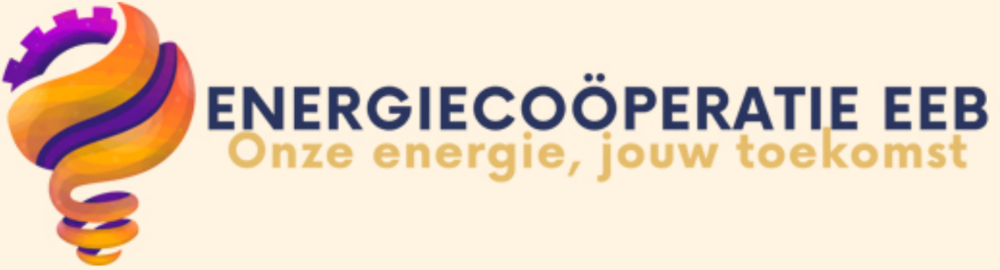 ENERGIECOÖPERATIE EEB
Onze energie, jouw toekomst